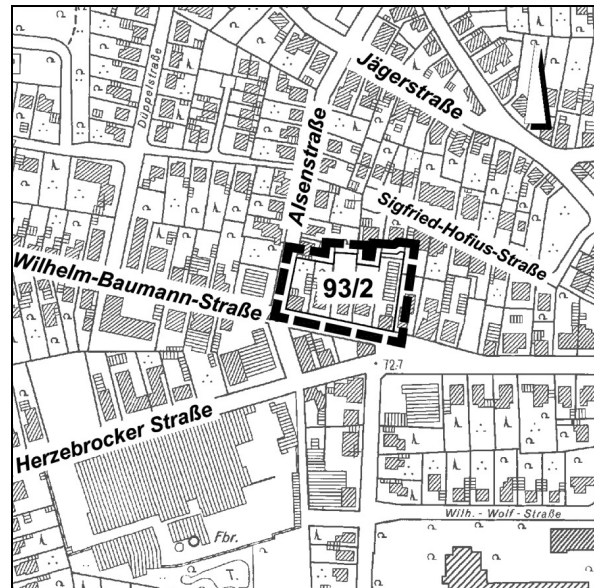 Düppelstraße
Jägerstraße
Alsenstraße
Sigfried-Hofius-Straße
Wilhelm-Baumann-Straße
93/2
72.7
Herzebrocker Straße
Wilh.-Wolf-Straße
Fbr.
T.